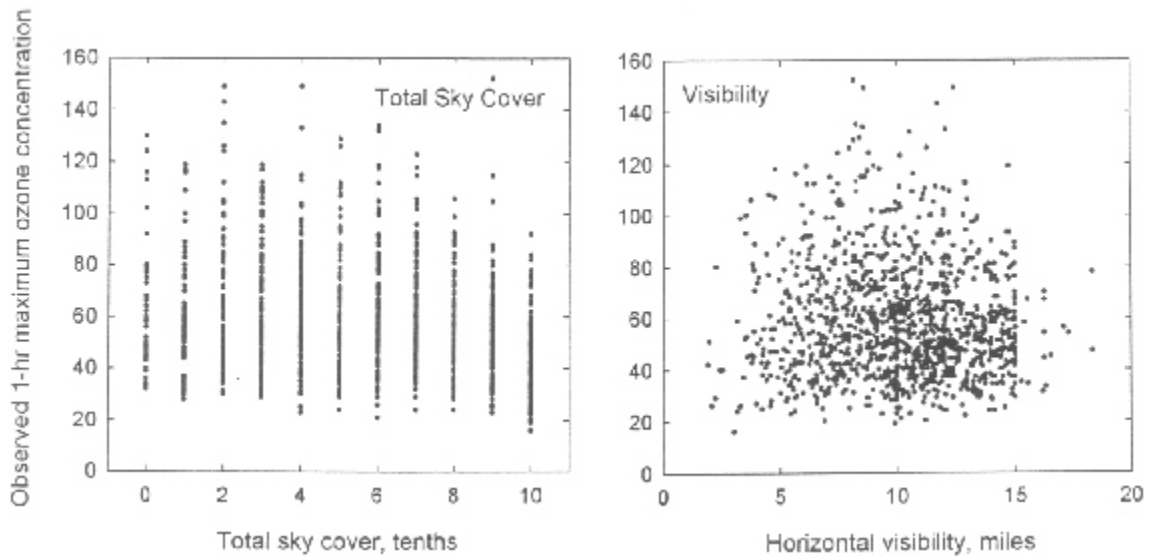 Observed 1-hr maximum ozone concentration
160
140
120
100
80
60
40
20
0
Total Sky Cover
0 2 4 6 8 10
Total sky cover, tenths
160
140
120
100
80
60
40
20
0
Visibility
0 5 10 15 20
Horizontal visibility, miles